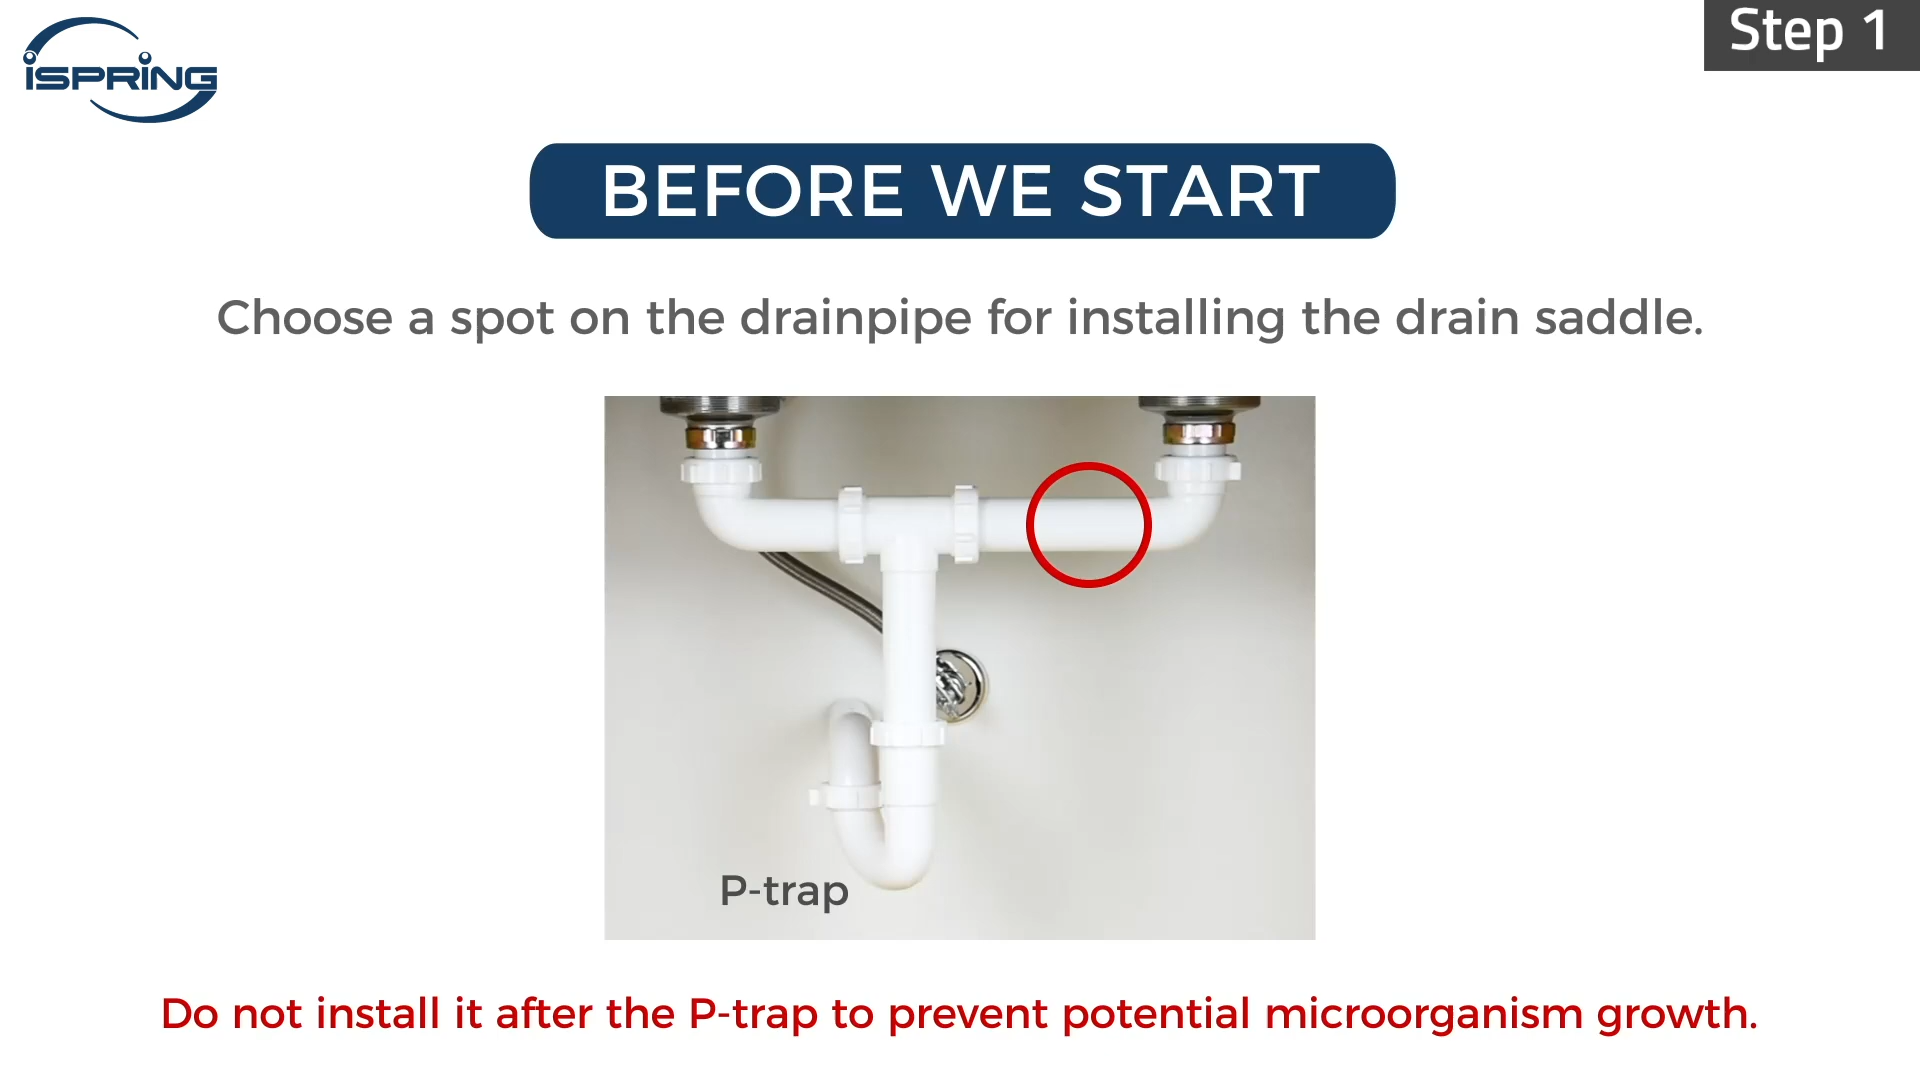 iSPRiNG
Step 1
BEFORE WE START
Choose a spot on the drainpipe for installing the drain saddle.
P-trap
Do not install it after the P-trap to prevent potential microorganism growth.